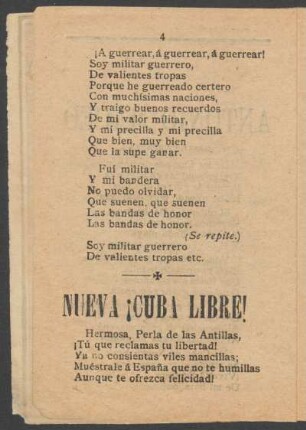 4
¡A guerrear, á guerrear, á guerrear!
Soy militar guerrero,
De valientes tropas
Porque he guerreado certero
Con muchísimas naciones,
Y traigo buenos recuerdos
De mi valor militar,
Y mi precilla y mi precilla
Que bien, muy bien
Que la supe ganar.
Fuí militar
Y mi bandera
No puedo olvidar,
Que suenen, que suenen
Las bandas de honor
Las bandas de honor.
(Se repite.)
Soy militar guerrero
De valientes tropas etc.
NUEVA ¡CUBA LIBRE!
Hermosa, Perla de las Antillas,
¡Tú que reclamas tu libertad!
Ya no consientas viles mancillas;
Muéstrale á España que no te humillas
Aunque te ofrezca felicidad!